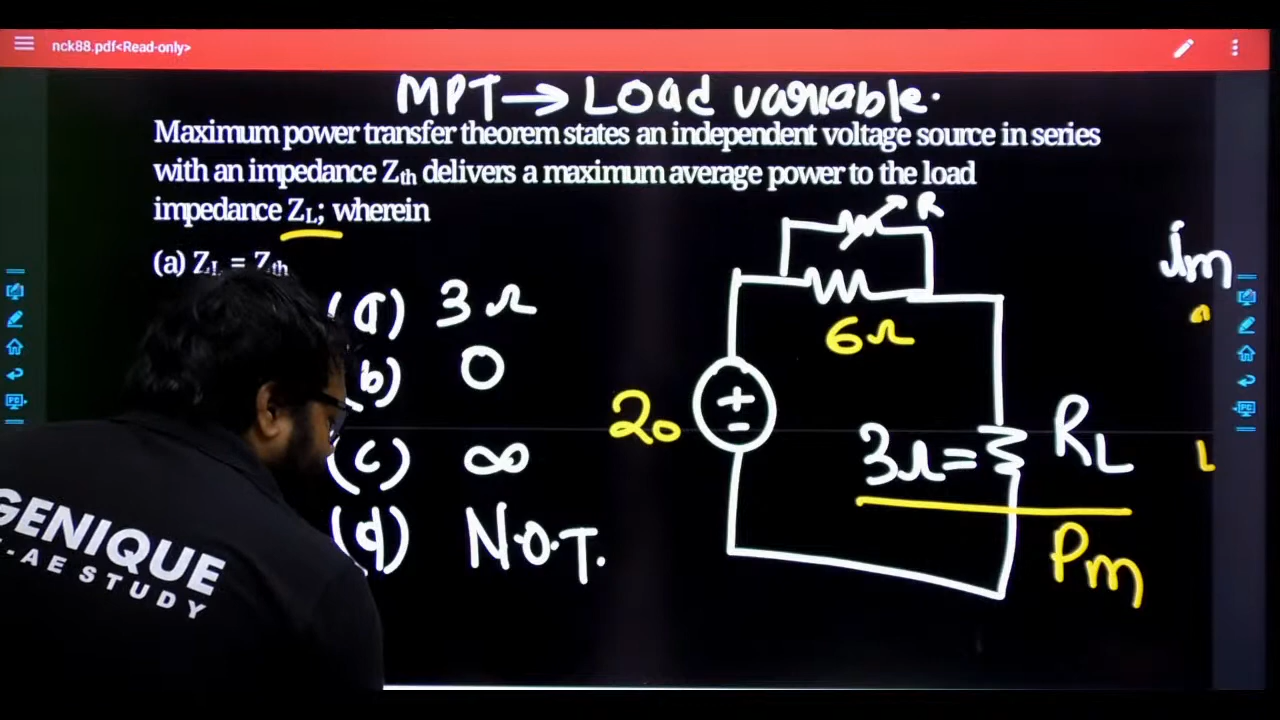 nck88.pdf<Read-only>
MPT → Load variable.
Maximum power transfer theorem states an independent voltage source in series
with an impedance Zth delivers a maximum average power to the load
impedance ZL; wherein
R
(a) ZL = Zth
im
(a) 3Ω
6Ω
(b) 0
20
3Ω= RL
L
(c) ∞
(d) N.O.T.
Pm
GENIQUE
-AE STUDY